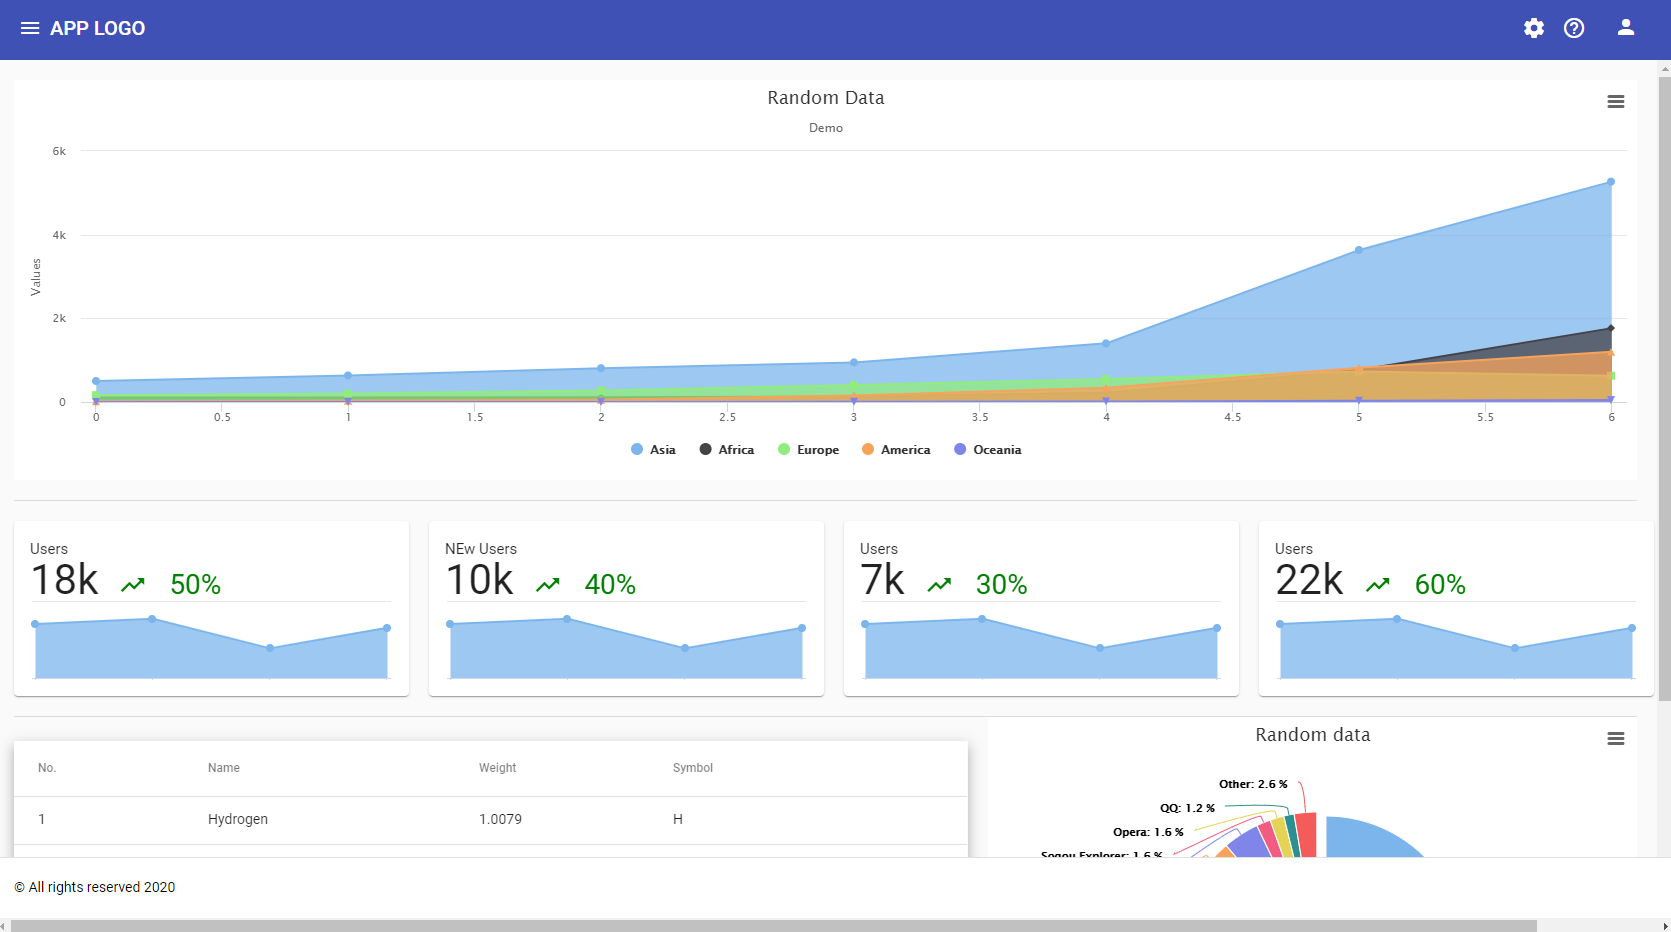 APP LOGO
Random Data
Demo
6k
4k
2k
0
Values
0 0.5 1 1.5 2 2.5 3 3.5 4 4.5 5 5.5 6
Asia Africa Europe America Oceania
Users
18k 50%
NEw Users
10k 40%
Users
7k 30%
Users
22k 60%
No. Name Weight Symbol
1 Hydrogen 1.0079 H
Random data
Other: 2.6 %
QQ: 1.2 %
Opera: 1.6 %
Sogou Explorer: 1.6 %
© All rights reserved 2020